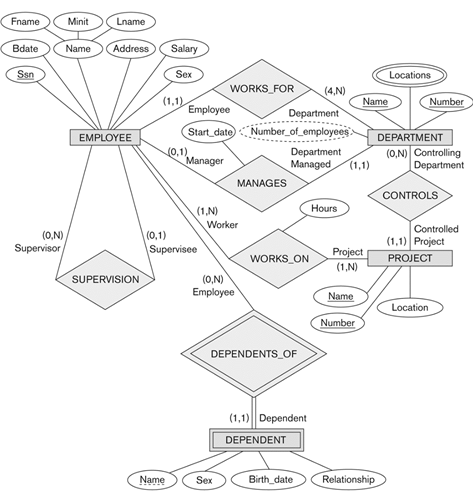 Fname
Minit
Lname
Bdate
Name
Address
Salary
Ssn
Sex
WORKS_FOR
(1,1)
Employee
(4,N)
Department
Locations
Name
Number
Start_date
Number_of_employees
EMPLOYEE
DEPARTMENT
(0,1)
Manager
MANAGES
Department
Managed
(1,1)
(0,N)
Controlling
Department
CONTROLS
(0,N)
Supervisor
(0,1)
Supervisee
(1,N)
Worker
Hours
Controlled
Project
(1,1)
SUPERVISION
WORKS_ON
Project
(1,N)
PROJECT
(0,N)
Employee
Name
Number
Location
DEPENDENTS_OF
(1,1)
Dependent
DEPENDENT
Name
Sex
Birth_date
Relationship